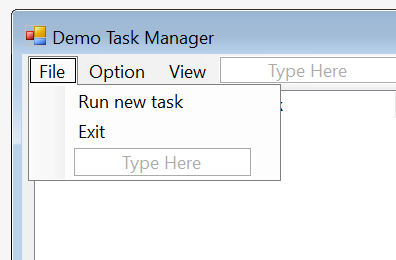 Demo Task Manager
File Option View Type Here
Run new task
Exit
Type Here